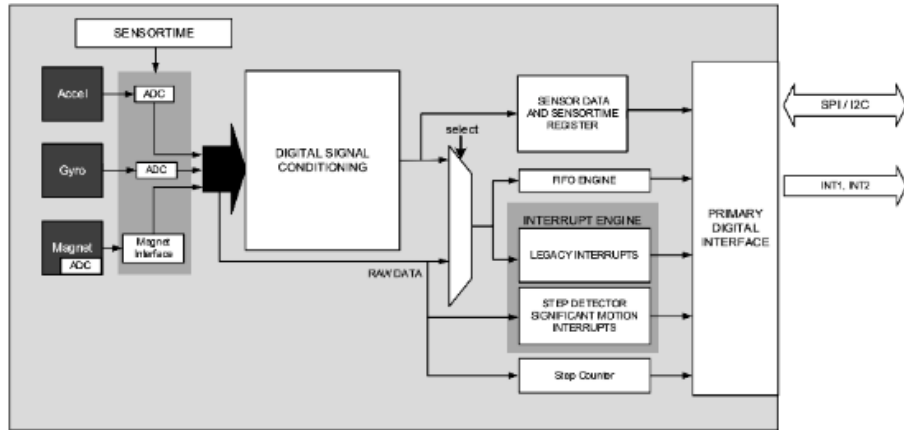 SENSORTIME
Accel
ADC
Gyro
ADC
Magnet
ADC
Magnet
Interface
DIGITAL SIGNAL
CONDITIONING
RAW DATA
select
SENSOR DATA
AND SENSORTIME
REGISTER
FIFO ENGINE
INTERRUPT ENGINE
LEGACY INTERRUPTS
STEP DETECTOR
SIGNIFICANT MOTION
INTERRUPTS
Step Counter
PRIMARY
DIGITAL
INTERFACE
SPI / I2C
INT1, INT2